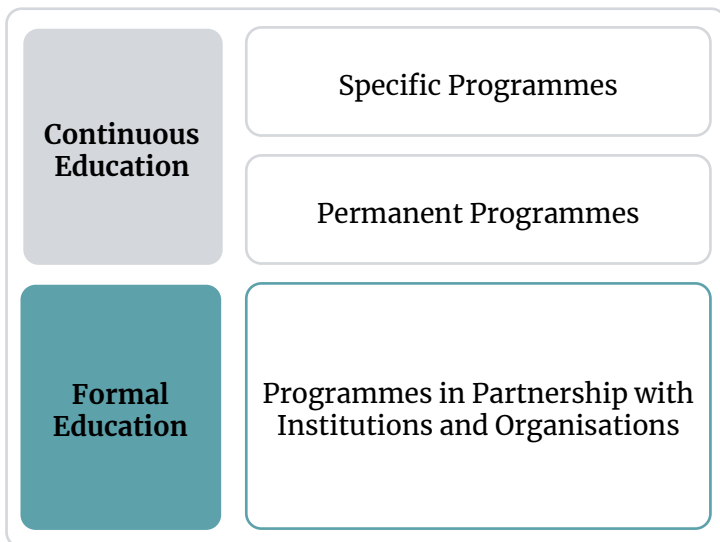 Continuous
Education
Specific Programmes
Permanent Programmes
Formal
Education
Programmes in Partnership with
Institutions and Organisations